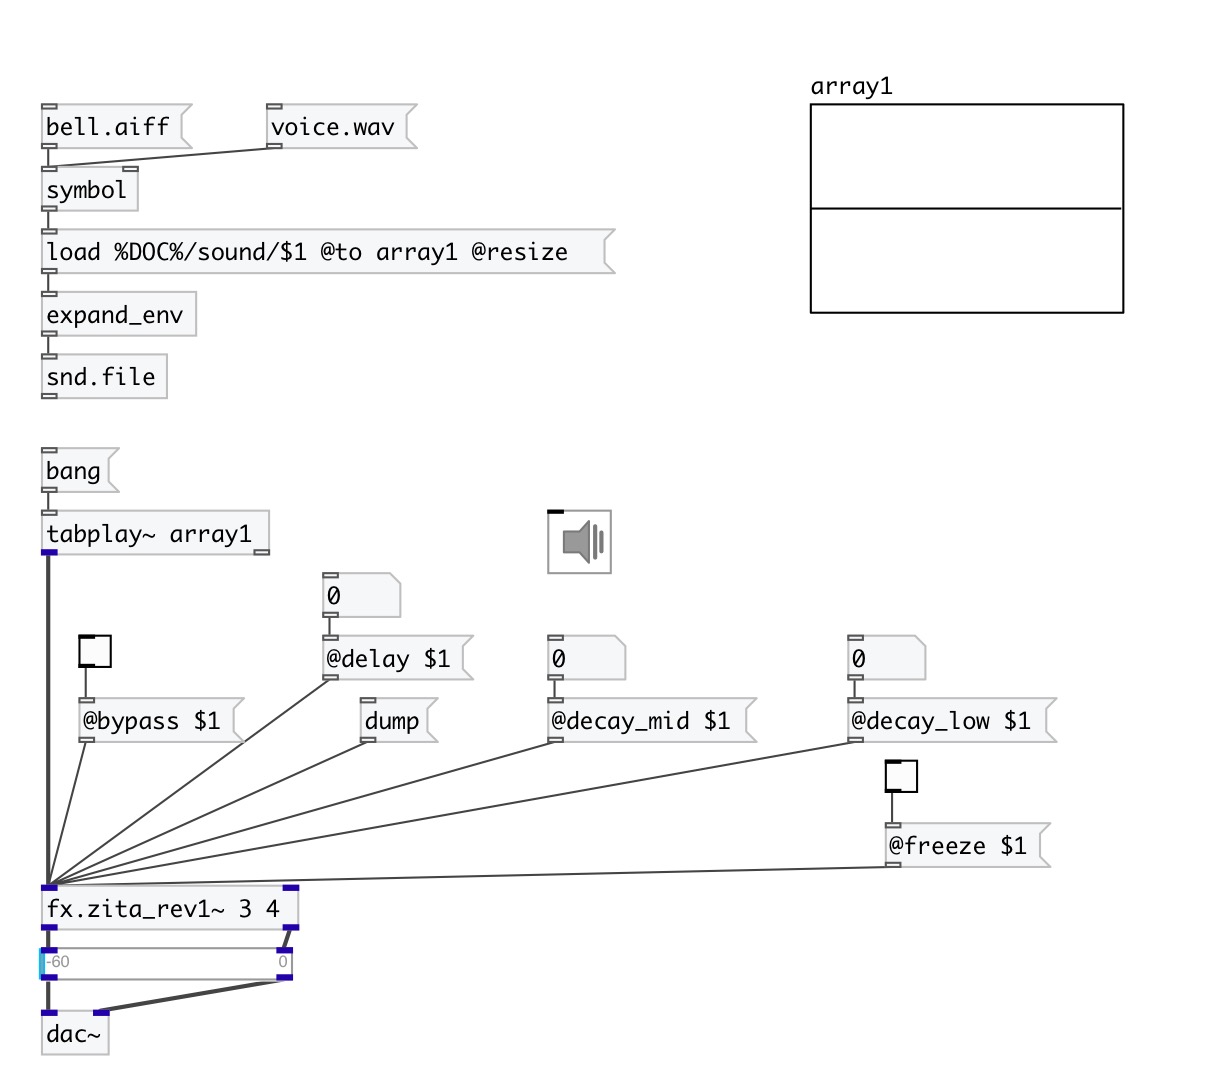 array1
bell.aiff
voice.wav
symbol
load %DOC%/sound/$1 @to array1 @resize
expand_env
snd.file
bang
tabplay~ array1
0
@delay $1
0
0
@bypass $1
dump
@decay_mid $1
@decay_low $1
@freeze $1
fx.zita_rev1~ 3 4
-60
0
dac~